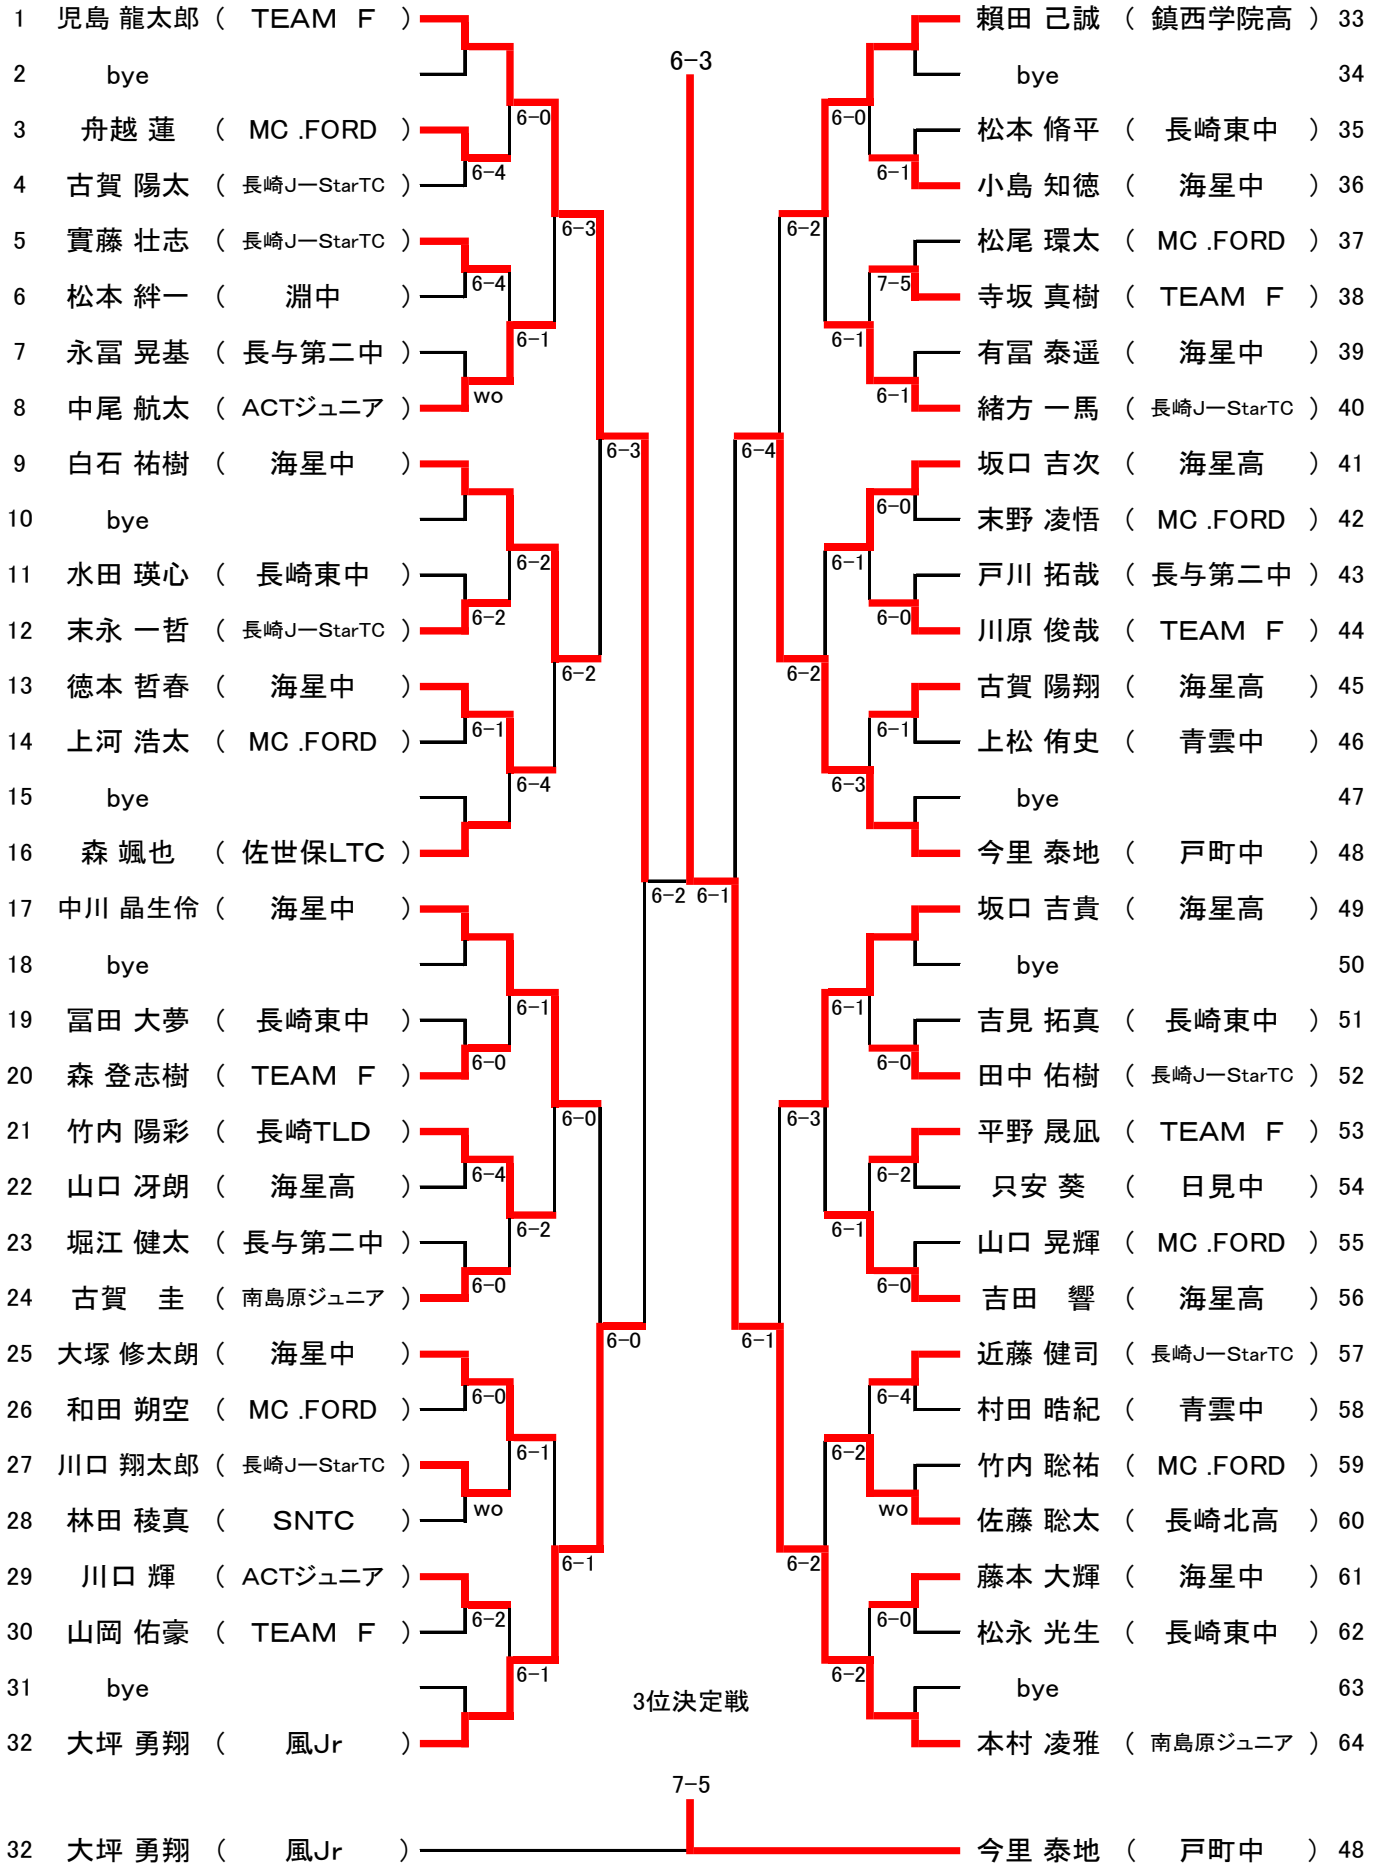 1 児島 龍太郎 ( TEAM F )
2 bye
3 舟越 蓮 ( MC .FORD )
4 古賀 陽太 ( 長崎J-StarTC )
5 實藤 壮志 ( 長崎J-StarTC )
6 松本 絆一 ( 淵中 )
7 永冨 晃基 ( 長与第二中 )
8 中尾 航太 ( ACTジュニア )
9 白石 祐樹 ( 海星中 )
10 bye
11 水田 瑛心 ( 長崎東中 )
12 末永 一哲 ( 長崎J-StarTC )
13 徳本 哲春 ( 海星中 )
14 上河 浩太 ( MC .FORD )
15 bye
16 森 颯也 ( 佐世保LTC )
17 中川 晶生伶 ( 海星中 )
18 bye
19 冨田 大夢 ( 長崎東中 )
20 森 登志樹 ( TEAM F )
21 竹内 陽彩 ( 長崎TLD )
22 山口 冴朗 ( 海星高 )
23 堀江 健太 ( 長与第二中 )
24 古賀 圭 ( 南島原ジュニア )
25 大塚 修太朗 ( 海星中 )
26 和田 朔空 ( MC .FORD )
27 川口 翔太郎 ( 長崎J-StarTC )
28 林田 稜真 ( SNTC )
29 川口 輝 ( ACTジュニア )
30 山岡 佑豪 ( TEAM F )
31 bye
32 大坪 勇翔 ( 風Jr )
6-4
6-4
wo
6-2
6-1
6-0
6-4
6-0
6-0
wo
6-2
6-0
6-1
6-2
6-4
6-1
6-2
6-1
6-1
6-3
6-2
6-0
6-1
6-3
6-0
6-2
6-3
6-1
6-4
6-1
6-2
6-2
6-3
6-2
6-0
6-1
6-1
6-3
6-1
6-1
6-2
6-2
6-1
7-5
6-1
6-0
6-0
6-1
6-0
6-2
6-0
6-4
wo
6-0
賴田 己誠 ( 鎮西学院高 ) 33
bye 34
松本 脩平 ( 長崎東中 ) 35
小島 知徳 ( 海星中 ) 36
松尾 環太 ( MC .FORD ) 37
寺坂 真樹 ( TEAM F ) 38
有冨 泰遥 ( 海星中 ) 39
緒方 一馬 ( 長崎J-StarTC ) 40
坂口 吉次 ( 海星高 ) 41
末野 凌悟 ( MC .FORD ) 42
戸川 拓哉 ( 長与第二中 ) 43
川原 俊哉 ( TEAM F ) 44
古賀 陽翔 ( 海星高 ) 45
上松 侑史 ( 青雲中 ) 46
bye 47
今里 泰地 ( 戸町中 ) 48
坂口 吉貴 ( 海星高 ) 49
bye 50
吉見 拓真 ( 長崎東中 ) 51
田中 佑樹 ( 長崎J-StarTC ) 52
平野 晟凪 ( TEAM F ) 53
只安 葵 ( 日見中 ) 54
山口 晃輝 ( MC .FORD ) 55
吉田 響 ( 海星高 ) 56
近藤 健司 ( 長崎J-StarTC ) 57
村田 晧紀 ( 青雲中 ) 58
竹内 聡祐 ( MC .FORD ) 59
佐藤 聡太 ( 長崎北高 ) 60
藤本 大輝 ( 海星中 ) 61
松永 光生 ( 長崎東中 ) 62
bye 63
本村 凌雅 ( 南島原ジュニア ) 64
3位決定戦
7-5
32 大坪 勇翔 ( 風Jr )
今里 泰地 ( 戸町中 ) 48